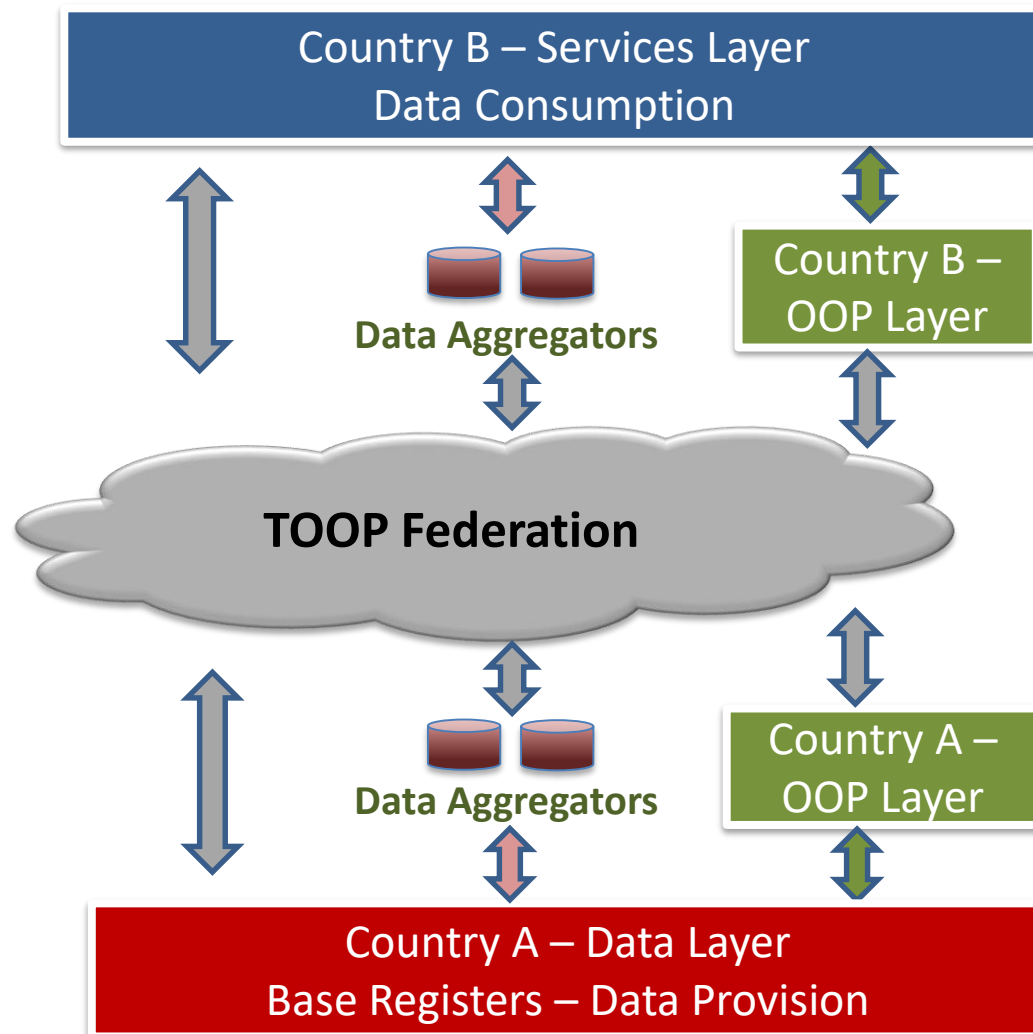 Country B – Services Layer
Data Consumption
Data Aggregators
Country B –
OOP Layer
TOOP Federation
Data Aggregators
Country A –
OOP Layer
Country A – Data Layer
Base Registers – Data Provision